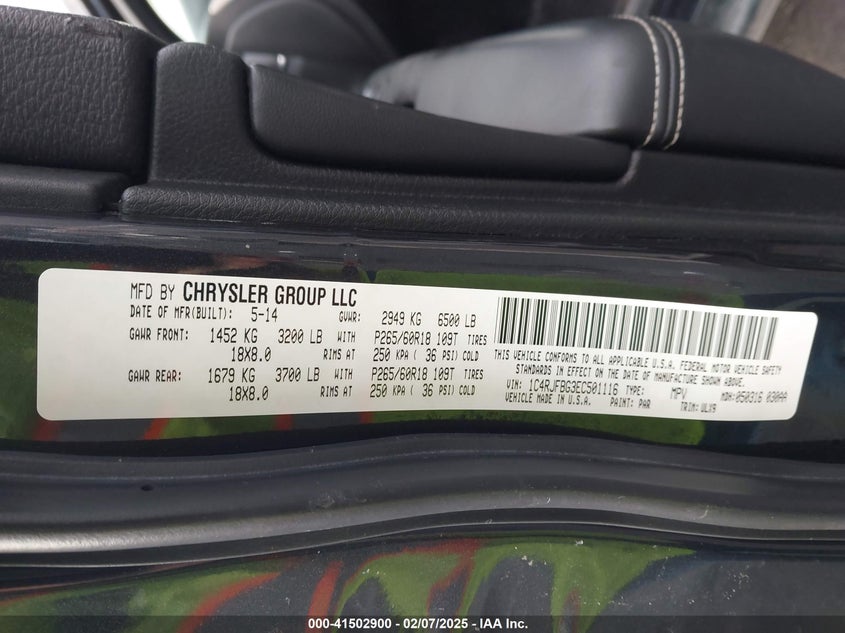 MFD BY CHRYSLER GROUP LLC
DATE OF MFR(BUILT): 5-14 GVWR: 2949 KG 6500 LB
GAWR FRONT: 1452 KG 3200 LB WITH P265/60R18 109T TIRES
18X8.0 RIMS AT 250 KPA ( 36 PSI) COLD
GAWR REAR: 1679 KG 3700 LB WITH P265/60R18 109T TIRES
18X8.0 RIMS AT 250 KPA ( 36 PSI) COLD
THIS VEHICLE CONFORMS TO ALL APPLICABLE U.S.A. FEDERAL MOTOR VEHICLE SAFETY
STANDARDS IN EFFECT ON THE DATE OF MANUFACTURE SHOWN ABOVE.
VIN: 1C4RJFBG3EC501116 TYPE: MPV MDH:050316 030AA
VEHICLE MADE IN U.S.A. PAINT: PAR TRIM: ULX9
000-41502900 - 02/07/2025 - IAA Inc.